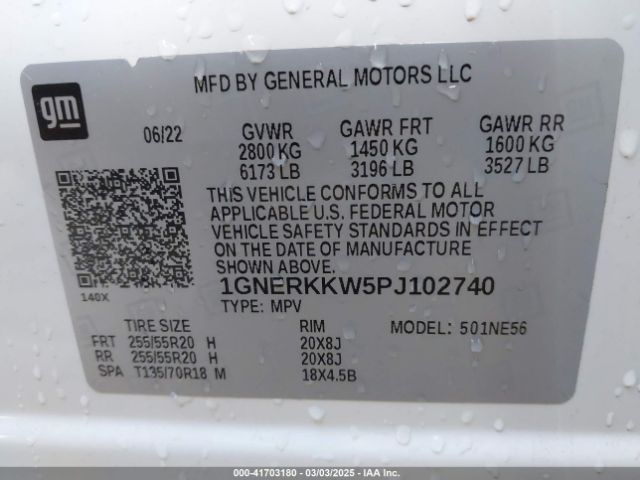 gm
MFD BY GENERAL MOTORS LLC
06/22 GVWR GAWR FRT GAWR RR
2800 KG 1450 KG 1600 KG
6173 LB 3196 LB 3527 LB
THIS VEHICLE CONFORMS TO ALL
APPLICABLE U.S. FEDERAL MOTOR
VEHICLE SAFETY STANDARDS IN EFFECT
ON THE DATE OF MANUFACTURE
SHOWN ABOVE.
140X
1GNERKKW5PJ102740
TYPE: MPV
TIRE SIZE RIM MODEL: 501NE56
FRT 255/55R20 H 20X8J
RR 255/55R20 H 20X8J
SPA T135/70R18 M 18X4.5B
000-41703180 - 03/03/2025 - IAA Inc.